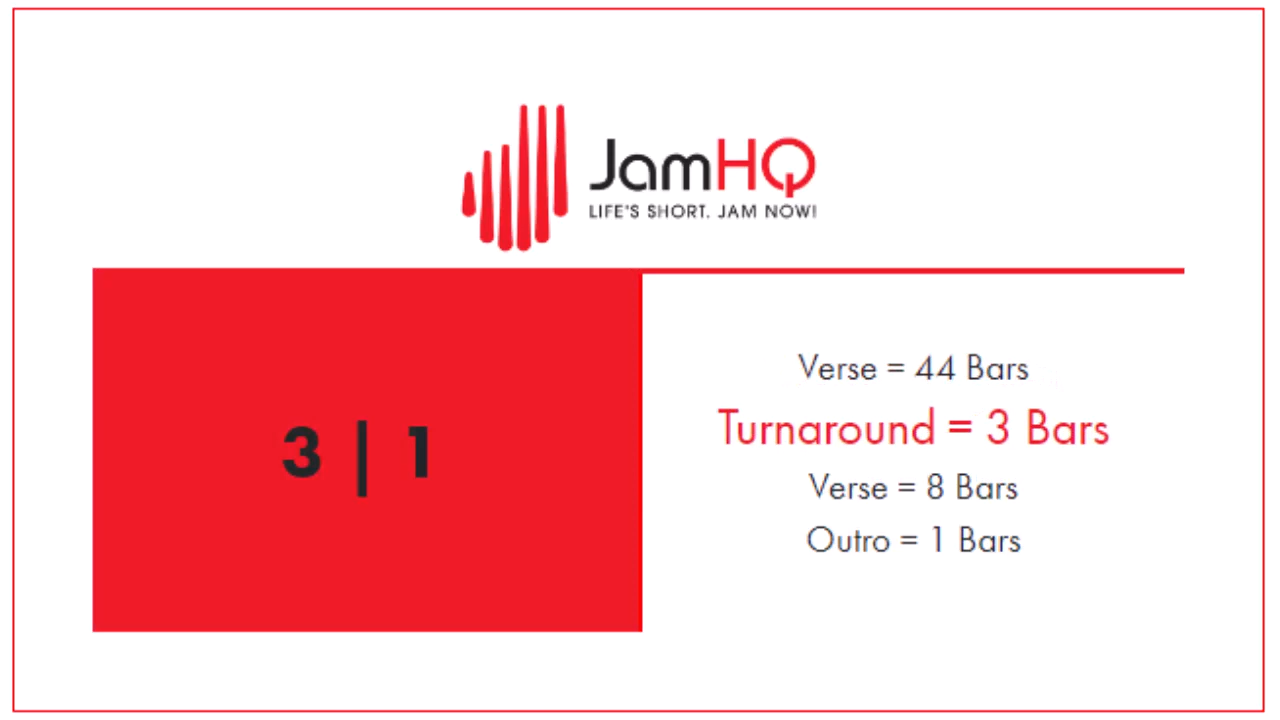 JamHQ
LIFE'S SHORT. JAM NOW!
3 | 1
Verse = 44 Bars
Turnaround = 3 Bars
Verse = 8 Bars
Outro = 1 Bars